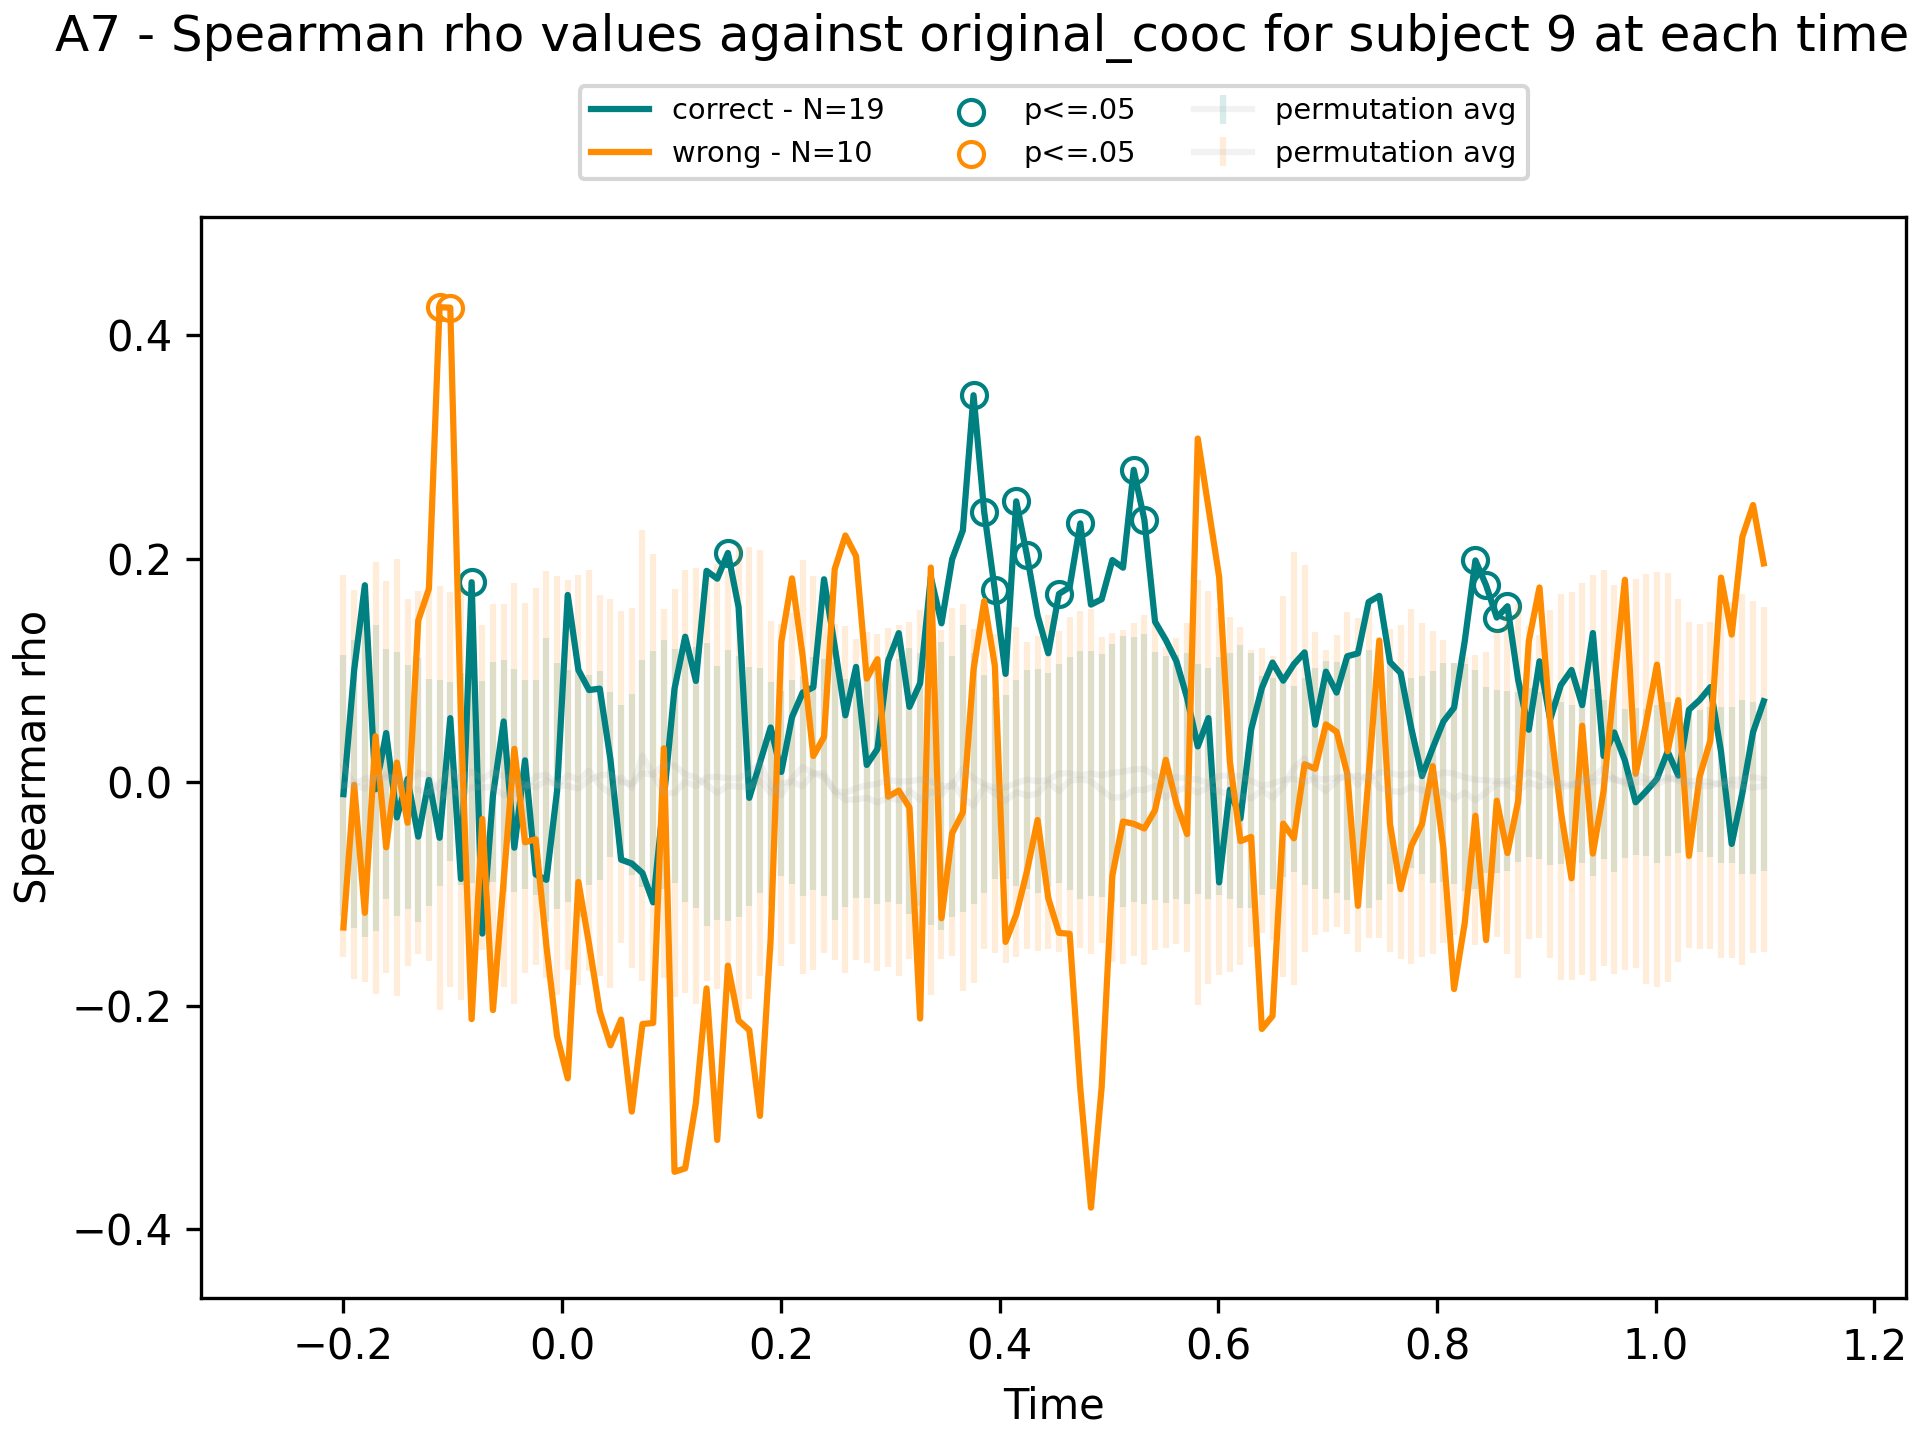 A7 - Spearman rho values against original_cooc for subject 9 at each time
correct - N=19
wrong - N=10
p<=.05
p<=.05
permutation avg
permutation avg
Spearman rho
0.4
0.2
0.0
−0.2
−0.4
−0.2 0.0 0.2 0.4 0.6 0.8 1.0 1.2
Time